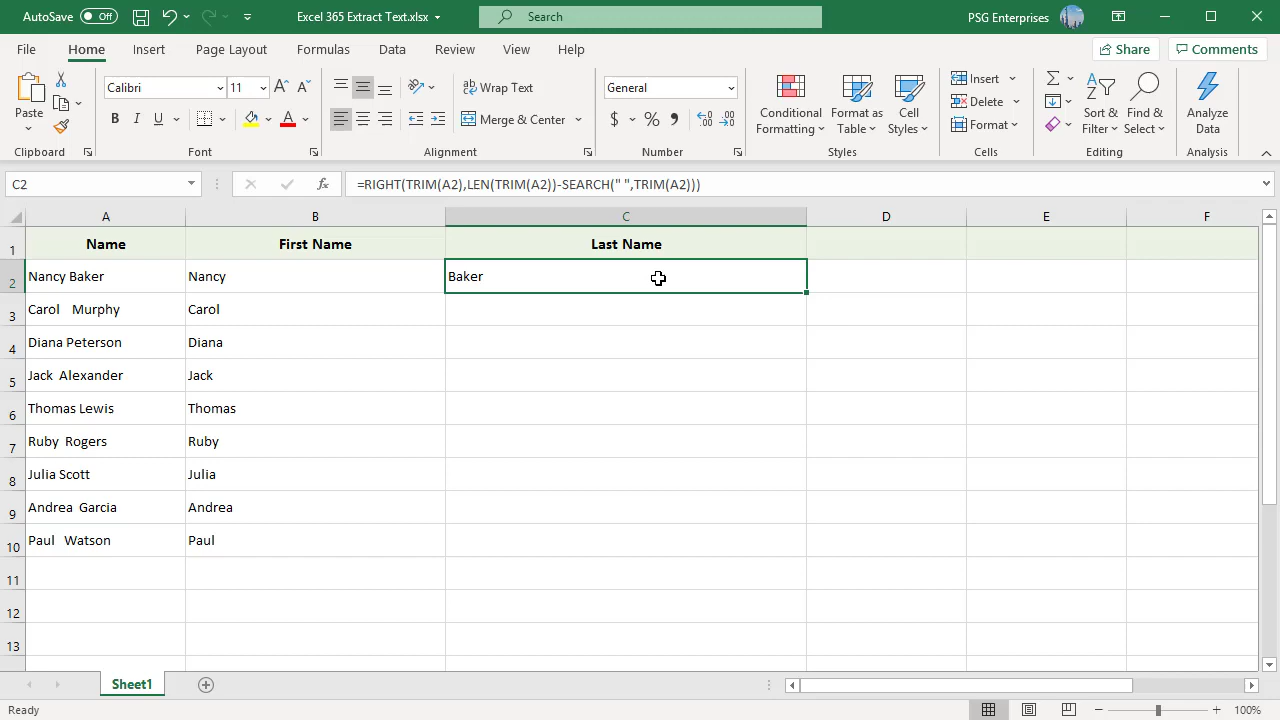 AutoSave Off Excel 365 Extract Text.xlsx Search PSG Enterprises
File Home Insert Page Layout Formulas Data Review View Help Share Comments
Paste
Clipboard
Calibri 11
B I U A
Font
Wrap Text
Merge & Center
Alignment
General
$ % ,
Number
Conditional Formatting
Format as Table
Cell Styles
Styles
Insert
Delete
Format
Cells
Sort & Filter
Find & Select
Editing
Analyze Data
Analysis
C2 fx =RIGHT(TRIM(A2),LEN(TRIM(A2))-SEARCH(" ",TRIM(A2)))
A B C D E F
1 Name First Name Last Name
2 Nancy Baker Nancy Baker
3 Carol    Murphy Carol
4 Diana Peterson Diana
5 Jack  Alexander Jack
6 Thomas Lewis Thomas
7 Ruby  Rogers Ruby
8 Julia Scott Julia
9 Andrea  Garcia Andrea
10 Paul   Watson Paul
11
12
13
Sheet1
Ready 100%